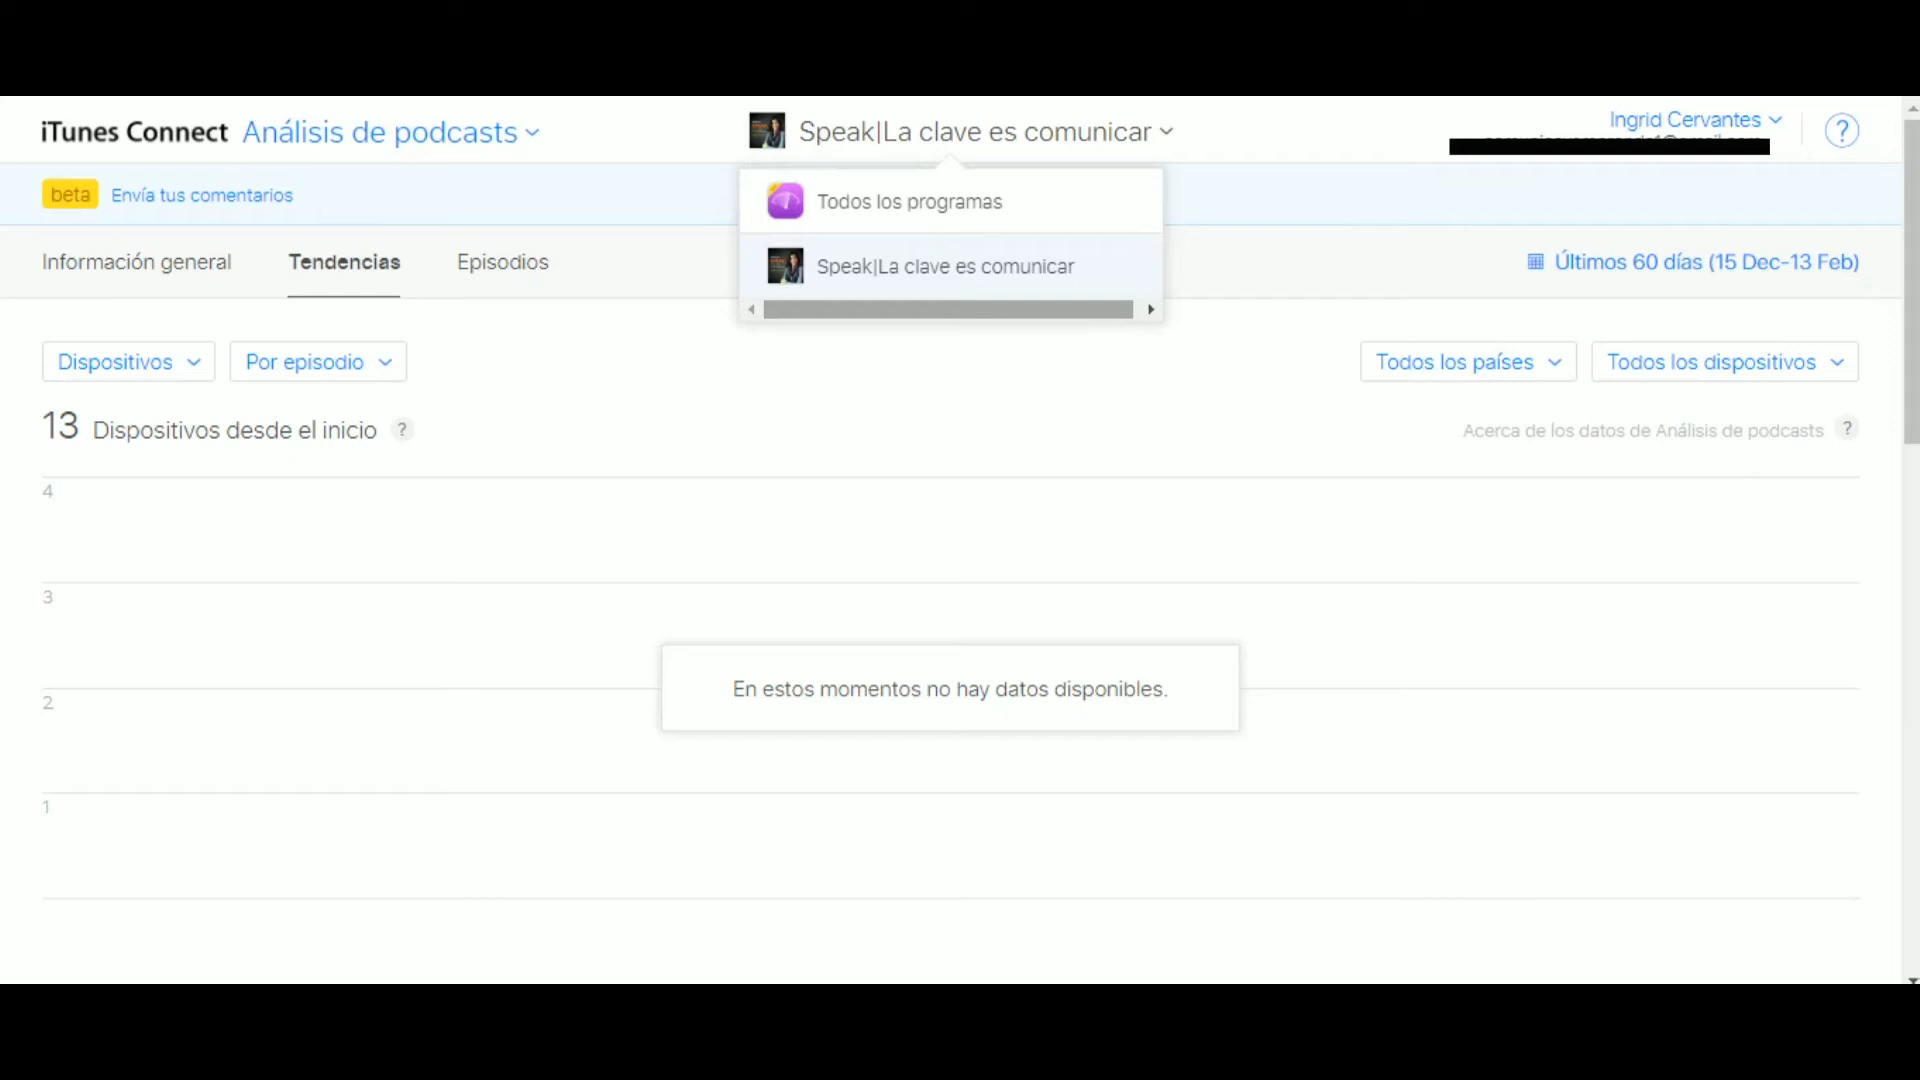 iTunes Connect Análisis de podcasts
Speak|La clave es comunicar
Ingrid Cervantes
?
beta Envía tus comentarios
Todos los programas
Speak|La clave es comunicar
Información general Tendencias Episodios
Últimos 60 días (15 Dec-13 Feb)
Dispositivos Por episodio
Todos los países Todos los dispositivos
13 Dispositivos desde el inicio ?
Acerca de los datos de Análisis de podcasts ?
4
3
2
1
En estos momentos no hay datos disponibles.